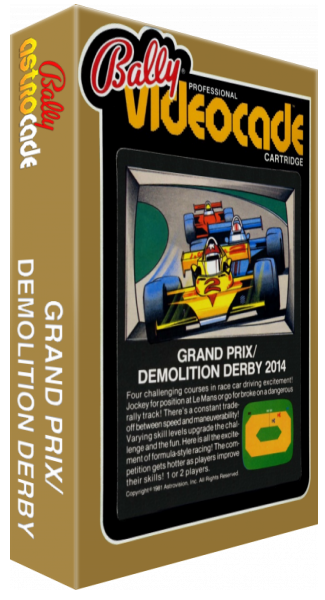 Bally
astrocade
GRAND PRIX/
DEMOLITION DERBY
Bally
PROFESSIONAL
Videocade™
CARTRIDGE
2
GRAND PRIX/
DEMOLITION DERBY 2014
Four challenging courses in race car driving excitement!
Jockey for position at Le Mans or go for broke on a dangerous
rally track! There's a constant trade-
off between speed and maneuverability!
Varying skill levels upgrade the chal-
lenge and the fun. Here is all the excite-
ment of formula-style racing! The com-
petition gets hotter as players improve
their skills! 1 or 2 players.
Copyright © 1981 Astrovision, Inc. All Rights Reserved